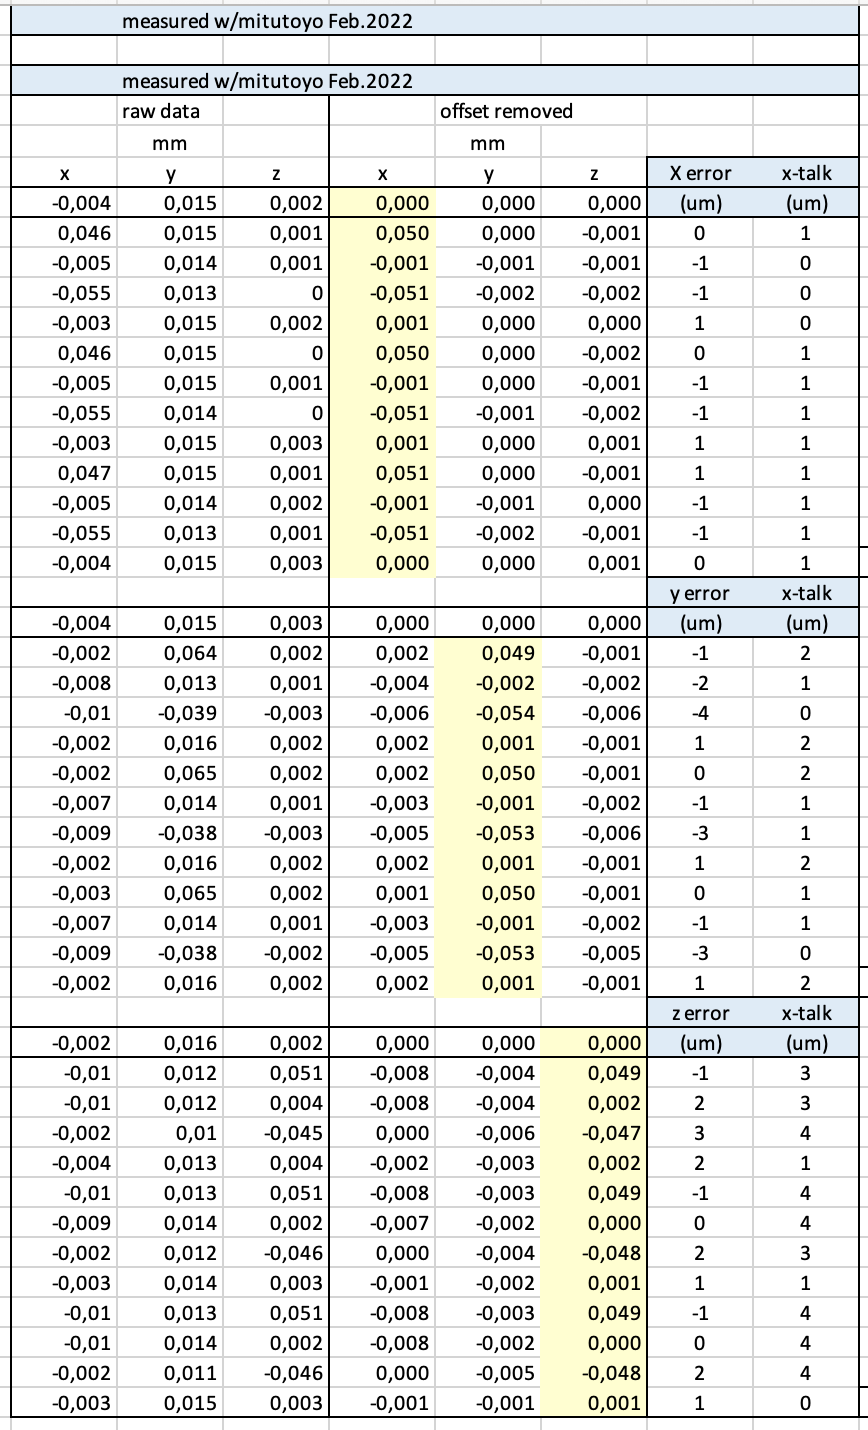 measured w/mitutoyo Feb.2022
measured w/mitutoyo Feb.2022
raw data offset removed
mm mm
x y z x y z X error x-talk
-0,004 0,015 0,002 0,000 0,000 0,000 (um) (um)
0,046 0,015 0,001 0,050 0,000 -0,001 0 1
-0,005 0,014 0,001 -0,001 -0,001 -0,001 -1 0
-0,055 0,013 0 -0,051 -0,002 -0,002 -1 0
-0,003 0,015 0,002 0,001 0,000 0,000 1 0
0,046 0,015 0 0,050 0,000 -0,002 0 1
-0,005 0,015 0,001 -0,001 0,000 -0,001 -1 1
-0,055 0,014 0 -0,051 -0,001 -0,002 -1 1
-0,003 0,015 0,003 0,001 0,000 0,001 1 1
0,047 0,015 0,001 0,051 0,000 -0,001 1 1
-0,005 0,014 0,002 -0,001 -0,001 0,000 -1 1
-0,055 0,013 0,001 -0,051 -0,002 -0,001 -1 1
-0,004 0,015 0,003 0,000 0,000 0,001 0 1
y error x-talk
-0,004 0,015 0,003 0,000 0,000 0,000 (um) (um)
-0,002 0,064 0,002 0,002 0,049 -0,001 -1 2
-0,008 0,013 0,001 -0,004 -0,002 -0,002 -2 1
-0,01 -0,039 -0,003 -0,006 -0,054 -0,006 -4 0
-0,002 0,016 0,002 0,002 0,001 -0,001 1 2
-0,002 0,065 0,002 0,002 0,050 -0,001 0 2
-0,007 0,014 0,001 -0,003 -0,001 -0,002 -1 1
-0,009 -0,038 -0,003 -0,005 -0,053 -0,006 -3 1
-0,002 0,016 0,002 0,002 0,001 -0,001 1 2
-0,003 0,065 0,002 0,001 0,050 -0,001 0 1
-0,007 0,014 0,001 -0,003 -0,001 -0,002 -1 1
-0,009 -0,038 -0,002 -0,005 -0,053 -0,005 -3 0
-0,002 0,016 0,002 0,002 0,001 -0,001 1 2
z error x-talk
-0,002 0,016 0,002 0,000 0,000 0,000 (um) (um)
-0,01 0,012 0,051 -0,008 -0,004 0,049 -1 3
-0,01 0,012 0,004 -0,008 -0,004 0,002 2 3
-0,002 0,01 -0,045 0,000 -0,006 -0,047 3 4
-0,004 0,013 0,004 -0,002 -0,003 0,002 2 1
-0,01 0,013 0,051 -0,008 -0,003 0,049 -1 4
-0,009 0,014 0,002 -0,007 -0,002 0,000 0 4
-0,002 0,012 -0,046 0,000 -0,004 -0,048 2 3
-0,003 0,014 0,003 -0,001 -0,002 0,001 1 1
-0,01 0,013 0,051 -0,008 -0,003 0,049 -1 4
-0,01 0,014 0,002 -0,008 -0,002 0,000 0 4
-0,002 0,011 -0,046 0,000 -0,005 -0,048 2 4
-0,003 0,015 0,003 -0,001 -0,001 0,001 1 0